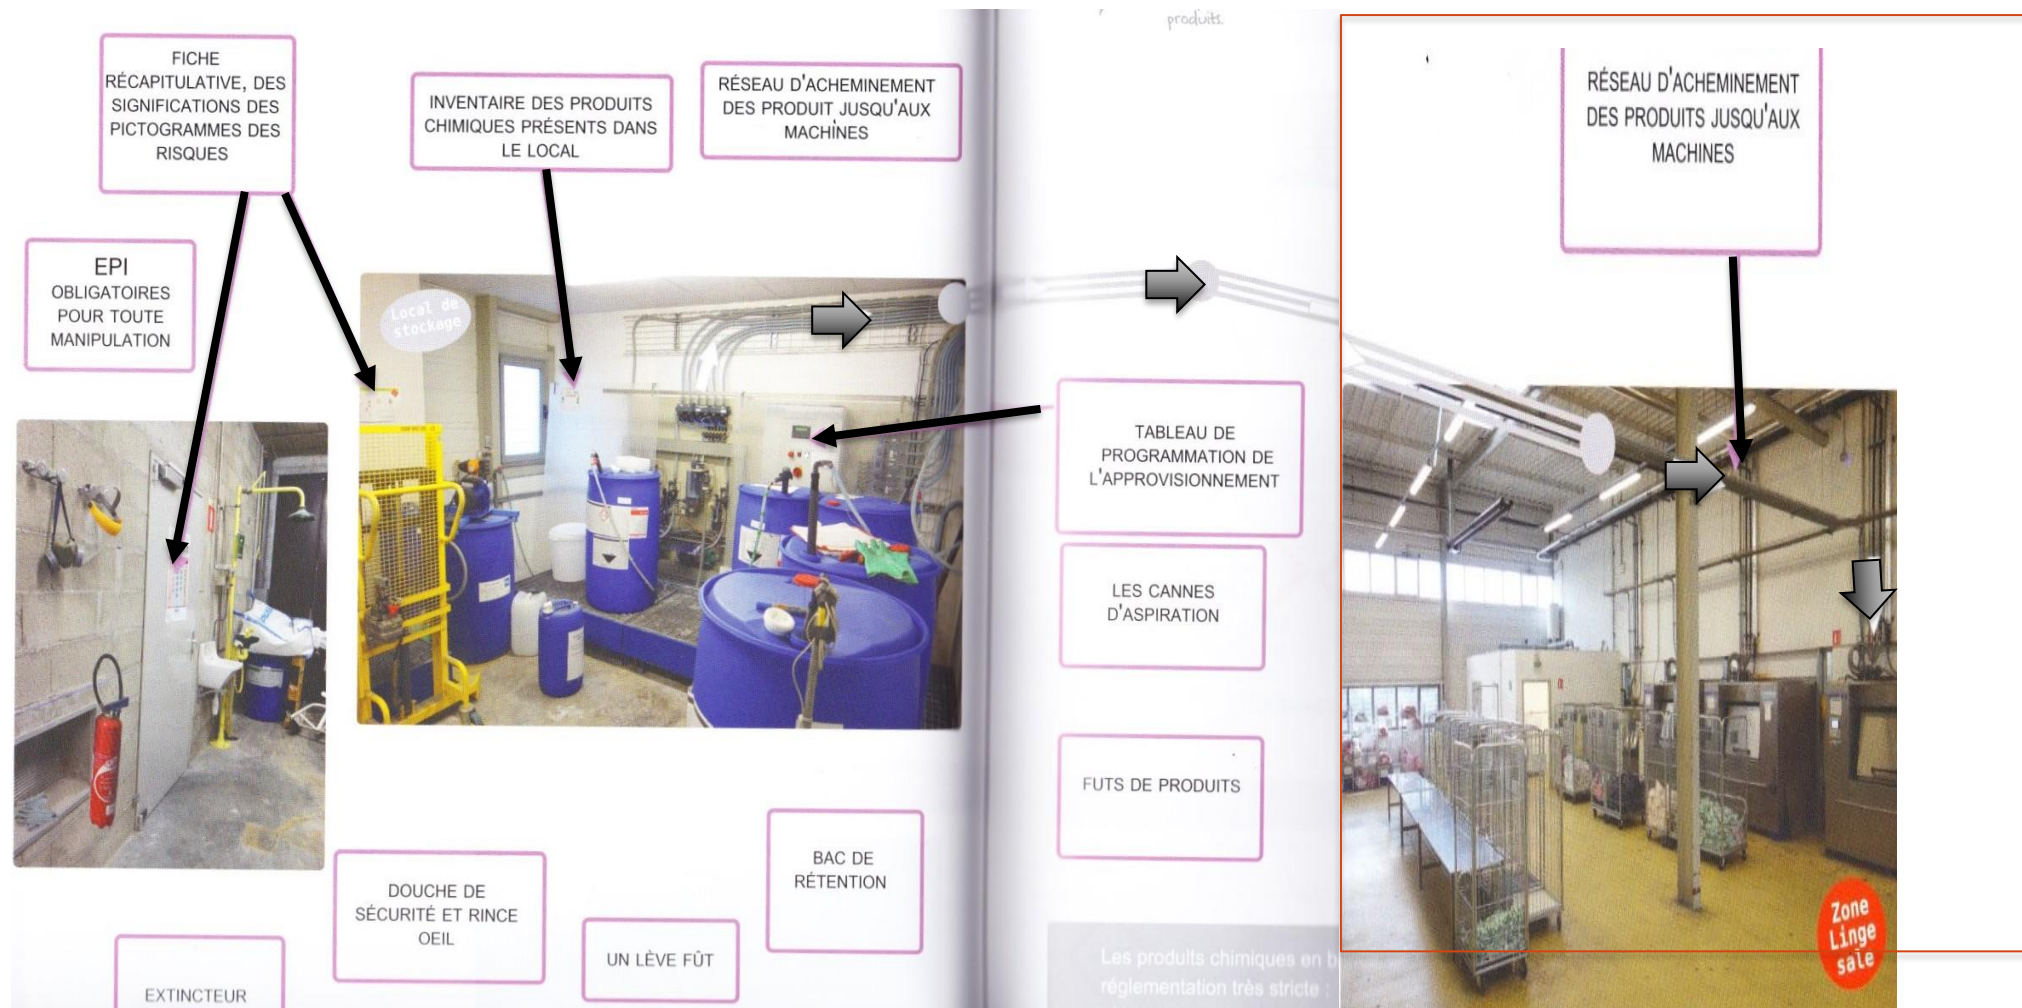 produits.
FICHE
RÉCAPITULATIVE, DES
SIGNIFICATIONS DES
PICTOGRAMMES DES
RISQUES
INVENTAIRE DES PRODUITS
CHIMIQUES PRÉSENTS DANS
LE LOCAL
RÉSEAU D'ACHEMINEMENT
DES PRODUIT JUSQU'AUX
MACHINES
RÉSEAU D'ACHEMINEMENT
DES PRODUITS JUSQU'AUX
MACHINES
EPI
OBLIGATOIRES
POUR TOUTE
MANIPULATION
Local de
stockage
TABLEAU DE
PROGRAMMATION DE
L'APPROVISIONNEMENT
LES CANNES
D'ASPIRATION
FUTS DE PRODUITS
BAC DE
RÉTENTION
DOUCHE DE
SÉCURITÉ ET RINCE
OEIL
UN LÈVE FÛT
EXTINCTEUR
Zone
Linge
sale
Les produits chimiques en
réglementation très stricte :